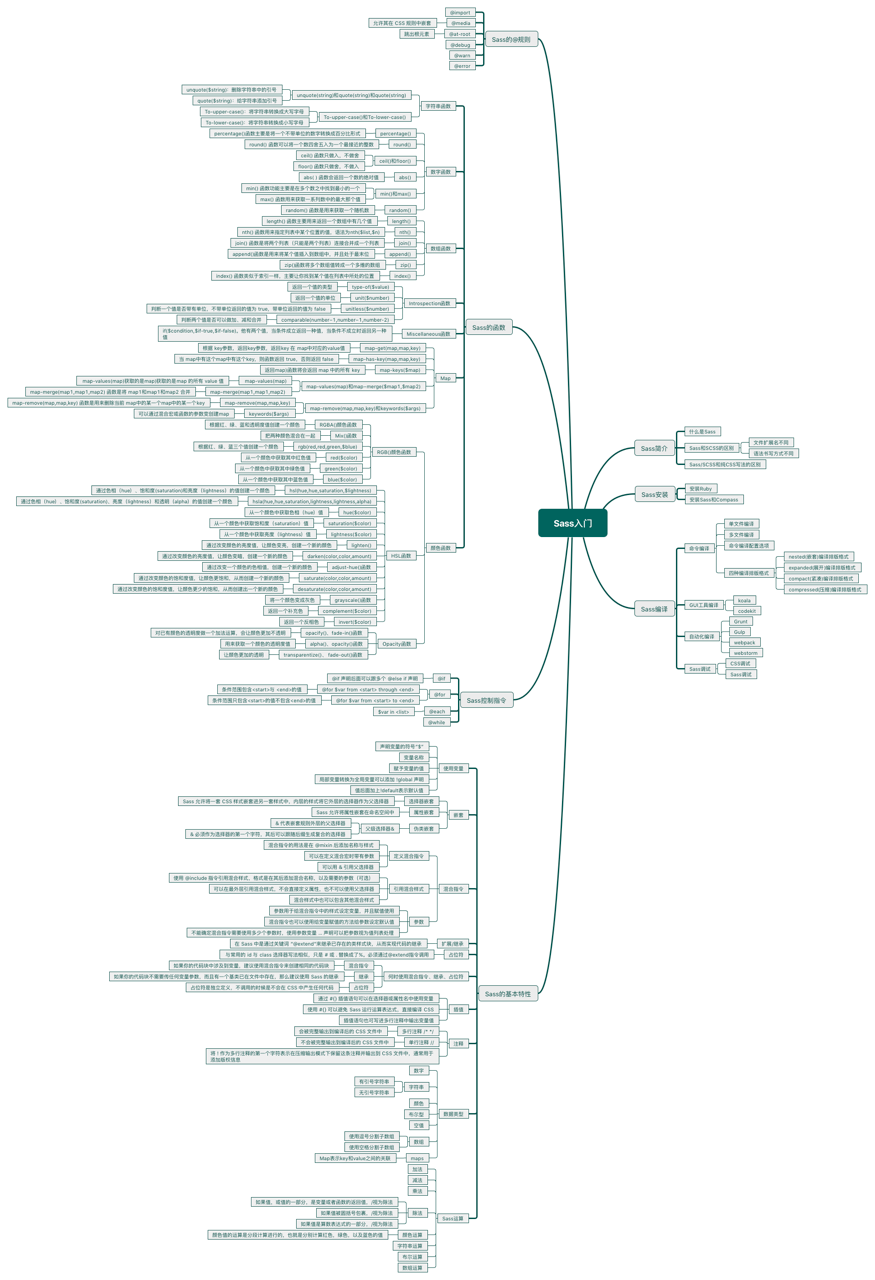 Sass入门
Sass简介
什么是Sass
Sass和SCSS的区别
文件扩展名不同
语法书写方式不同
Sass/SCSS和纯CSS写法的区别
Sass安装
安装Ruby
安装Sass和Compass
Sass编译
命令编译
单文件编译
多文件编译
命令编译配置选项
四种编译排版格式
nested(嵌套)编译排版格式
expanded(展开)编译排版格式
compact(紧凑)编译排版格式
compressed(压缩)编译排版格式
GUI工具编译
koala
codekit
自动化编译
Grunt
Gulp
webpack
webstorm
Sass调试
CSS调试
Sass调试
Sass的@规则
@import
@media
允许其在 CSS 规则中嵌套
@at-root
跳出根元素
@debug
@warn
@error
Sass的函数
字符串函数
unquote(string)和quote(string)和quote(string)
unquote($string)：删除字符串中的引号
quote($string)：给字符串添加引号
To-upper-case()和To-lower-case()
To-upper-case()：将字符串转换成大写字母
To-lower-case()：将字符串转换成小写字母
数字函数
percentage()
percentage()函数主要是将一个不带单位的数字转换成百分比形式
round()
round() 函数可以将一个数四舍五入为一个最接近的整数
ceil()和floor()
ceil() 函数只做入，不做舍
floor() 函数只做舍，不做入
abs()
abs( ) 函数会返回一个数的绝对值
min()和max()
min() 函数功能主要是在多个数之中找到最小的一个
max() 函数用来获取一系列数中的最大那个值
random()
random() 函数是用来获取一个随机数
数组函数
length()
length() 函数主要用来返回一个数组中有几个值
nth()
nth() 函数用来指定列表中某个位置的值，语法为nth($list,$n)
join()
join() 函数是将两个列表（只能是两个列表）连接合并成一个列表
append()
append()函数是用来将某个值插入到数组中，并且处于最末位
zip()
zip()函数将多个数组值转成一个多维的数组
index()
index() 函数类似于索引一样，主要让你找到某个值在列表中所处的位置
Introspection函数
type-of($value)
返回一个值的类型
unit($number)
返回一个值的单位
unitless($number)
判断一个值是否带有单位，不带单位返回的值为 true，带单位返回的值为 false
comparable(number-1,number-1,number-2)
判断两个值是否可以做加、减和合并
Miscellaneous函数
if($condition,$if-true,$if-false)，他有两个值，当条件成立返回一种值，当条件不成立时返回另一种
值
Map
map-get(map,map,key)
根据 key参数，返回key参数，返回key 在 map中对应的value值
map-has-key(map,map,key)
当 map中有这个map中有这个key，则函数返回 true，否则返回 false
map-keys($map)
返回map)函数将会返回 map 中的所有 key
map-values(map)和map-merge($map1,$map2)
map-values(map)
map-values(map)获取的是map)获取的是map 的所有 value 值
map-merge(map1,map1,map2)
map-merge(map1,map1,map2) 函数是将 map1和map1和map2 合并
map-remove(map,map,key)和keywords($args)
map-remove(map,map,key)
map-remove(map,map,key) 函数是用来删除当前 map中的某一个map中的某一个key
keywords($args)
可以通过混合宏或函数的参数变创建map
颜色函数
RGB()颜色函数
RGBA()颜色函数
根据红、绿、蓝和透明度值创建一个颜色
Mix()函数
把两种颜色混合在一起
rgb(red,red,green,$blue)
根据红、绿、蓝三个值创建一个颜色
red($color)
从一个颜色中获取其中红色值
green($color)
从一个颜色中获取其中绿色值
blue($color)
从一个颜色中获取其中蓝色值
HSL函数
hsl(hue,hue,saturation,$lightness)
通过色相（hue）、饱和度(saturation)和亮度（lightness）的值创建一个颜色
hsla(hue,hue,saturation,lightness,lightness,alpha)
通过色相（hue）、饱和度(saturation)、亮度（lightness）和透明（alpha）的值创建一个颜色
hue($color)
从一个颜色中获取色相（hue）值
saturation($color)
从一个颜色中获取饱和度（saturation）值
lightness($color)
从一个颜色中获取亮度（lightness）值
lighten()
通过改变颜色的亮度值，让颜色变亮，创建一个新的颜色
darken(color,color,amount)
通过改变颜色的亮度值，让颜色变暗，创建一个新的颜色
adjust-hue()函数
通过改变一个颜色的色相值，创建一个新的颜色
saturate(color,color,amount)
通过改变颜色的饱和度值，让颜色更饱和，从而创建一个新的颜色
desaturate(color,color,amount)
通过改变颜色的饱和度值，让颜色更少的饱和，从而创建出一个新的颜色
grayscale()函数
将一个颜色变成灰色
complement($color)
返回一个补充色
invert($color)
返回一个反相色
Opacity函数
opacify()、fade-in()函数
对已有颜色的透明度做一个加法运算，会让颜色更加不透明
alpha()、opacity()函数
用来获取一个颜色的透明度值
transparentize()、 fade-out()函数
让颜色更加的透明
Sass控制指令
@if
@if 声明后面可以跟多个 @else if 声明
@for
@for $var from <start> through <end>
条件范围包含<start>与 <end>的值
@for $var from <start> to <end>
条件范围只包含<start>的值不包含<end>的值
@each
$var in <list>
@while
Sass的基本特性
使用变量
声明变量的符号“$”
变量名称
赋予变量的值
局部变量转换为全局变量可以添加 !global 声明
值后面加上!default表示默认值
嵌套
选择器嵌套
Sass 允许将一套 CSS 样式嵌套进另一套样式中，内层的样式将它外层的选择器作为父选择器
属性嵌套
Sass 允许将属性嵌套在命名空间中
伪类嵌套
父级选择器&
& 代表嵌套规则外层的父选择器
& 必须作为选择器的第一个字符，其后可以跟随后缀生成复合的选择器
混合指令
定义混合指令
混合指令的用法是在 @mixin 后添加名称与样式
可以在定义混合宏时带有参数
可以用 & 引用父选择器
引用混合样式
使用 @include 指令引用混合样式，格式是在其后添加混合名称，以及需要的参数（可选）
可以在最外层引用混合样式，不会直接定义属性，也不可以使用父选择器
混合样式中也可以包含其他混合样式
参数
参数用于给混合指令中的样式设定变量，并且赋值使用
混合指令也可以使用给变量赋值的方法给参数设定默认值
不能确定混合指令需要使用多少个参数时，使用参数变量 … 声明可以把参数视为值列表处理
扩展/继承
在 Sass 中是通过关键词 “@extend”来继承已存在的类样式块，从而实现代码的继承
占位符
与常用的 id 与 class 选择器写法相似，只是 # 或 . 替换成了%，必须通过@extend指令调用
何时使用混合指令、继承、占位符
混合指令
如果你的代码块中涉及到变量，建议使用混合指令来创建相同的代码块
继承
如果你的代码块不需要传任何变量参数，而且有一个基类已在文件中存在，那么建议使用 Sass 的继承
占位符
占位符是独立定义，不调用的时候是不会在 CSS 中产生任何代码
插值
通过 #{} 插值语句可以在选择器或属性名中使用变量
使用 #{} 可以避免 Sass 运行运算表达式，直接编译 CSS
插值语句也可写进多行注释中输出变量值
注释
多行注释 /* */
会被完整输出到编译后的 CSS 文件中
单行注释 //
不会被完整输出到编译后的 CSS 文件中
将 ! 作为多行注释的第一个字符表示在压缩输出模式下保留这条注释并输出到 CSS 文件中，通常用于
添加版权信息
数据类型
数字
字符串
有引号字符串
无引号字符串
颜色
布尔型
空值
数组
使用逗号分割子数组
使用空格分割子数组
maps
Map表示key和value之间的关联
Sass运算
加法
减法
乘法
除法
如果值，或值的一部分，是变量或者函数的返回值，/视为除法
如果值被圆括号包裹，/视为除法
如果值是算数表达式的一部分，/视为除法
颜色运算
颜色值的运算是分段计算进行的，也就是分别计算红色，绿色，以及蓝色的值
字符串运算
布尔运算
数组运算